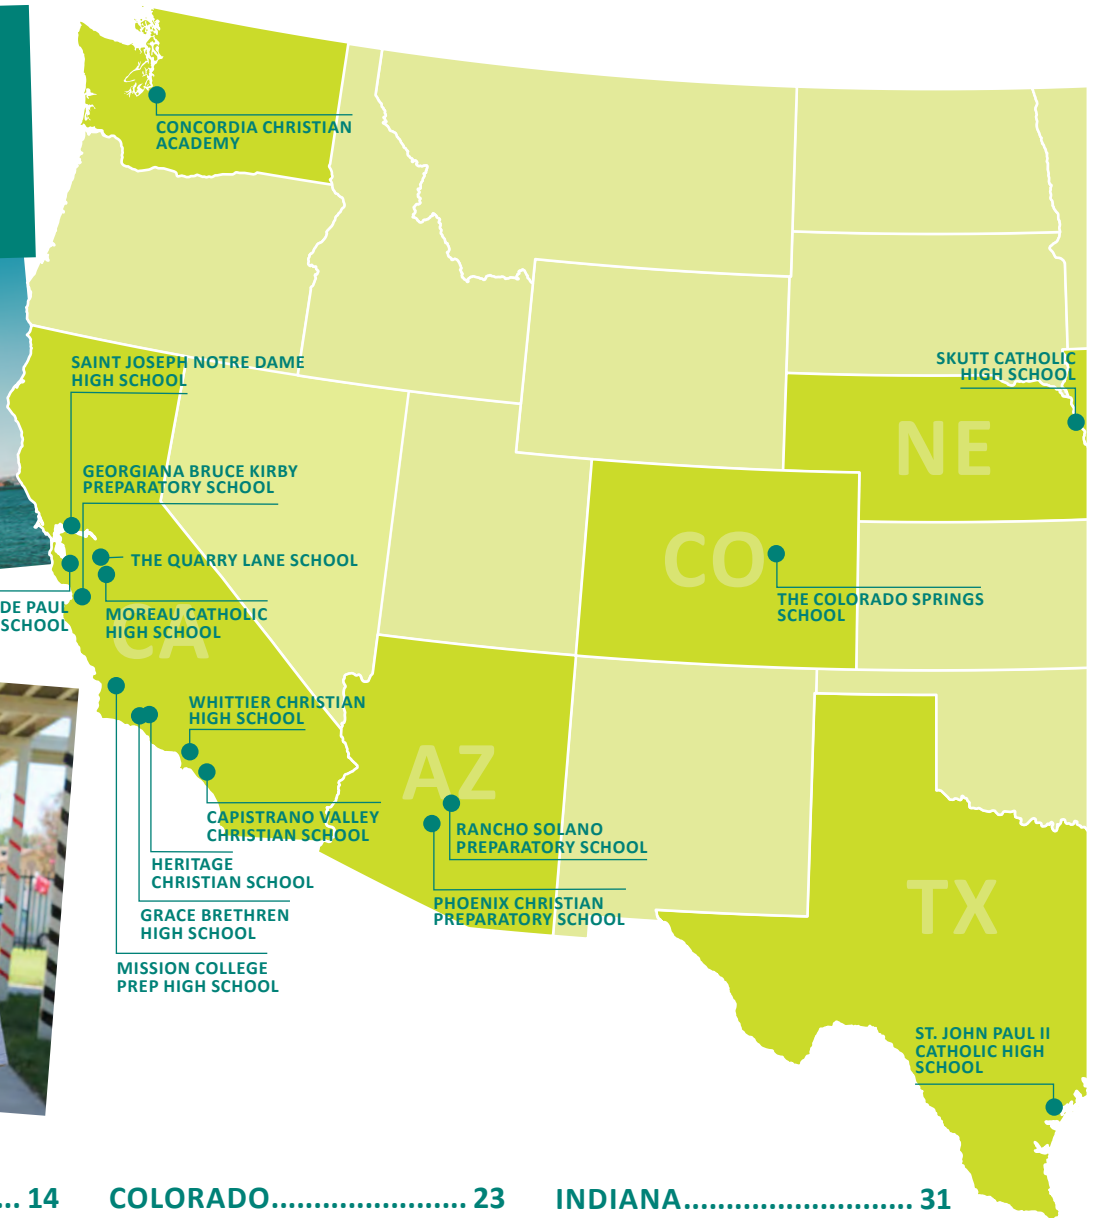 CONCORDIA CHRISTIAN
ACADEMY
SAINT JOSEPH NOTRE DAME
HIGH SCHOOL
SKUTT CATHOLIC
HIGH SCHOOL
NE
GEORGIANA BRUCE KIRBY
PREPARATORY SCHOOL
THE QUARRY LANE SCHOOL
CO
THE COLORADO SPRINGS
SCHOOL
DE PAUL
SCHOOL
MOREAU CATHOLIC
HIGH SCHOOL
CA
WHITTIER CHRISTIAN
HIGH SCHOOL
AZ
CAPISTRANO VALLEY
CHRISTIAN SCHOOL
RANCHO SOLANO
PREPARATORY SCHOOL
HERITAGE
CHRISTIAN SCHOOL
PHOENIX CHRISTIAN
PREPARATORY SCHOOL
TX
GRACE BRETHREN
HIGH SCHOOL
MISSION COLLEGE
PREP HIGH SCHOOL
ST. JOHN PAUL II
CATHOLIC HIGH
SCHOOL
... 14
COLORADO....................... 23
INDIANA........................... 31